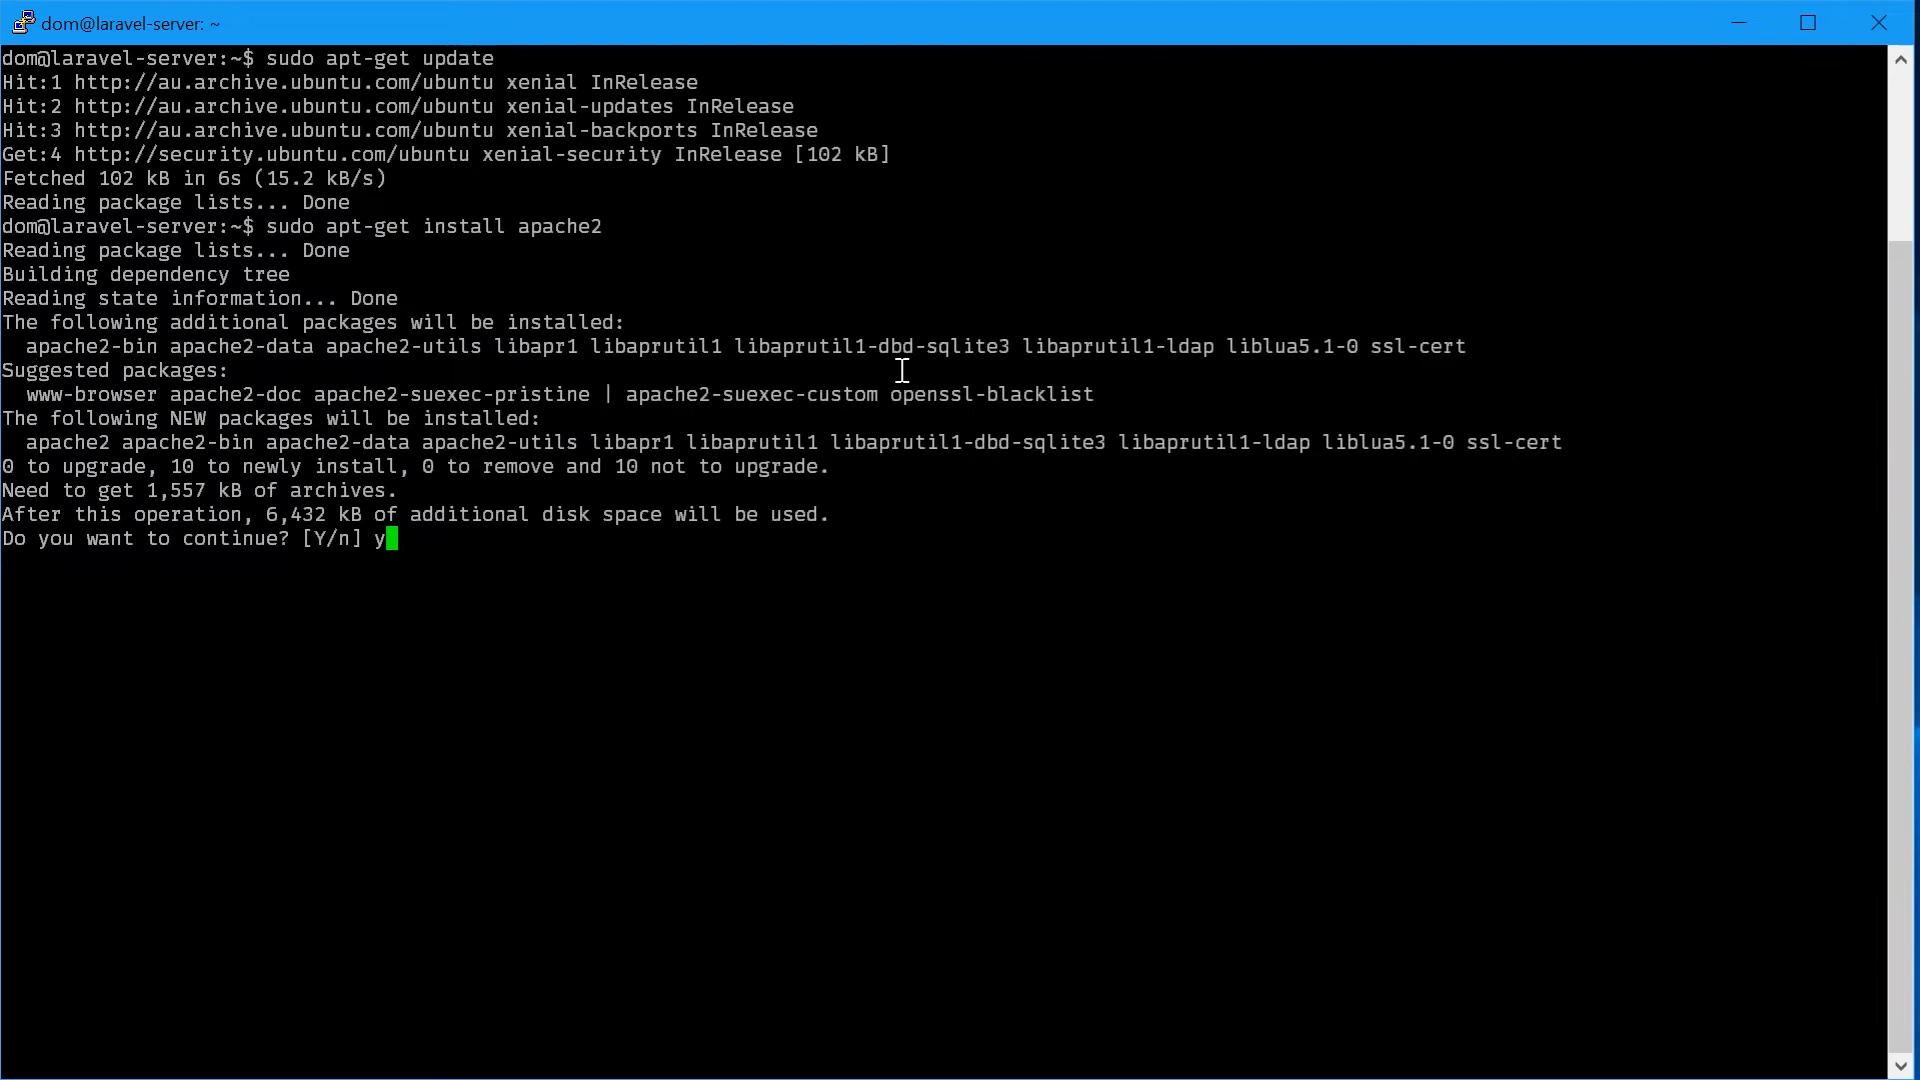 dom@laravel-server: ~
dom@laravel-server:~$ sudo apt-get update
Hit:1 http://au.archive.ubuntu.com/ubuntu xenial InRelease
Hit:2 http://au.archive.ubuntu.com/ubuntu xenial-updates InRelease
Hit:3 http://au.archive.ubuntu.com/ubuntu xenial-backports InRelease
Get:4 http://security.ubuntu.com/ubuntu xenial-security InRelease [102 kB]
Fetched 102 kB in 6s (15.2 kB/s)
Reading package lists... Done
dom@laravel-server:~$ sudo apt-get install apache2
Reading package lists... Done
Building dependency tree
Reading state information... Done
The following additional packages will be installed:
  apache2-bin apache2-data apache2-utils libapr1 libaprutil1 libaprutil1-dbd-sqlite3 libaprutil1-ldap liblua5.1-0 ssl-cert
Suggested packages:
  www-browser apache2-doc apache2-suexec-pristine | apache2-suexec-custom openssl-blacklist
The following NEW packages will be installed:
  apache2 apache2-bin apache2-data apache2-utils libapr1 libaprutil1 libaprutil1-dbd-sqlite3 libaprutil1-ldap liblua5.1-0 ssl-cert
0 to upgrade, 10 to newly install, 0 to remove and 10 not to upgrade.
Need to get 1,557 kB of archives.
After this operation, 6,432 kB of additional disk space will be used.
Do you want to continue? [Y/n] y